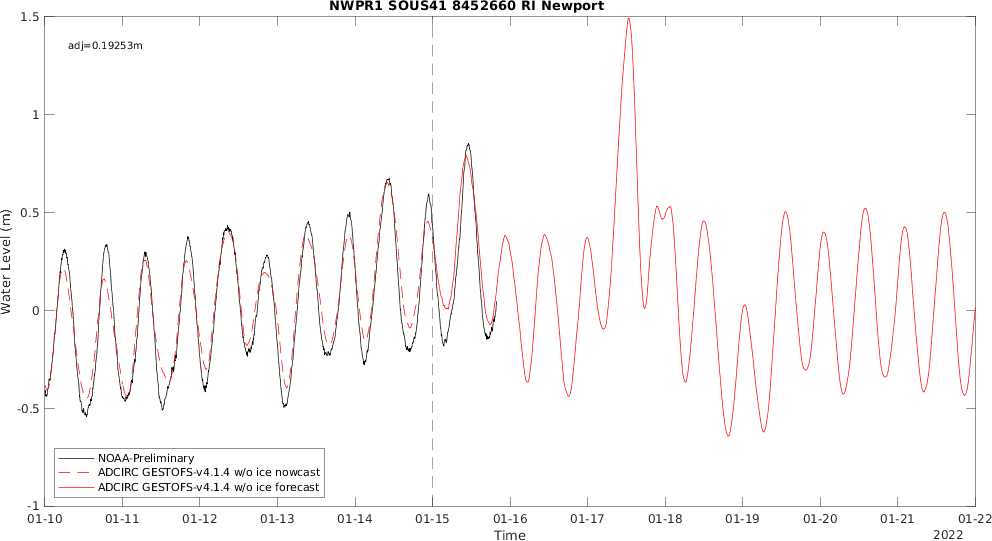 NWPR1 SOUS41 8452660 RI Newport
1.5
adj=0.19253m
1
0.5
Water Level (m)
0
-0.5
NOAA-Preliminary
ADCIRC GESTOFS-v4.1.4 w/o ice nowcast
ADCIRC GESTOFS-v4.1.4 w/o ice forecast
-1
01-10 01-11 01-12 01-13 01-14 01-15 01-16 01-17 01-18 01-19 01-20 01-21 01-22
Time
2022